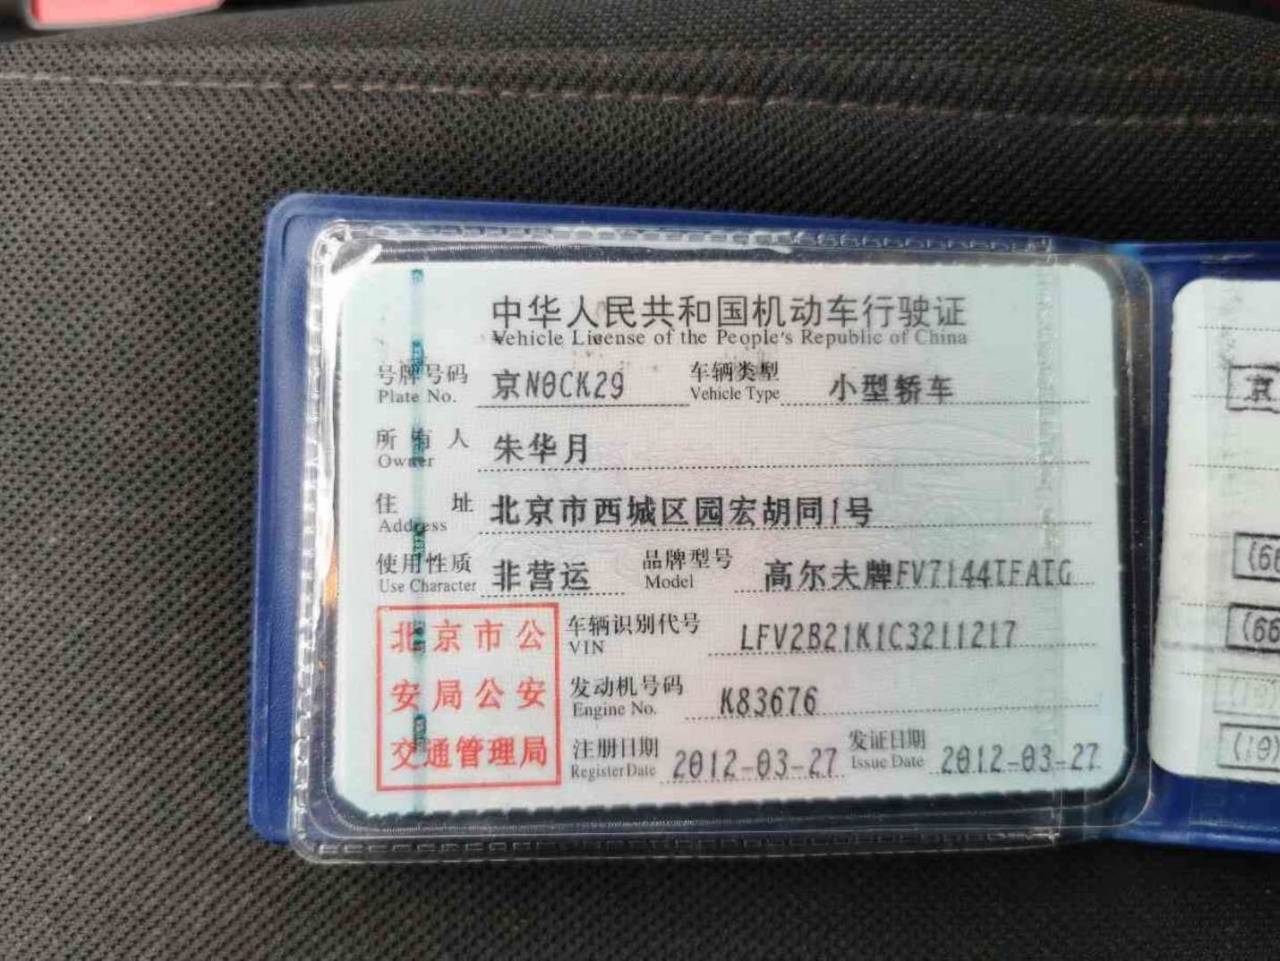 中华人民共和国机动车行驶证
Vehicle License of the People's Republic of China
号牌号码 京N0CK29 车辆类型 小型轿车
Plate No. Vehicle Type
所有人 朱华月
Owner
住址 北京市西城区园宏胡同1号
Address
使用性质 非营运 品牌型号 高尔夫牌FV7144TFATG
Use Character Model
北京市公
安局公安
交通管理局
车辆识别代号 LFV2B21K1C3211217
VIN
发动机号码 K83676
Engine No.
注册日期 2012-03-27 发证日期 2012-03-27
Register Date Issue Date
京
(66
(19)